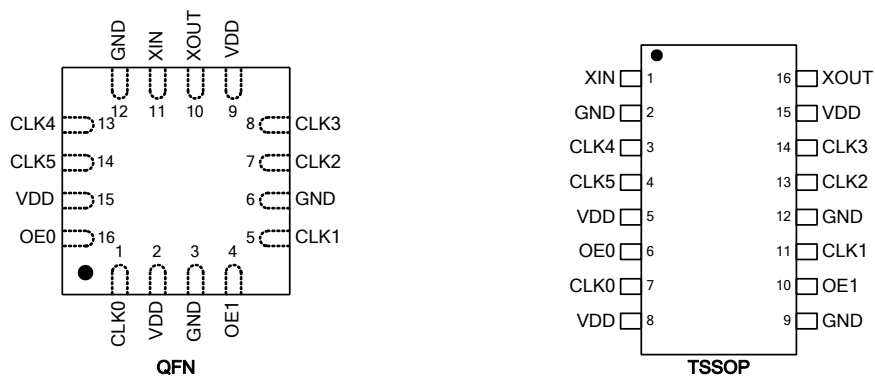 GND XIN XOUT VDD
12 11 10 9
CLK4 13 8 CLK3
CLK5 14 7 CLK2
VDD 15 6 GND
OE0 16 5 CLK1
1 2 3 4
CLK0 VDD GND OE1
QFN
XIN 1 16 XOUT
GND 2 15 VDD
CLK4 3 14 CLK3
CLK5 4 13 CLK2
VDD 5 12 GND
OE0 6 11 CLK1
CLK0 7 10 OE1
VDD 8 9 GND
TSSOP